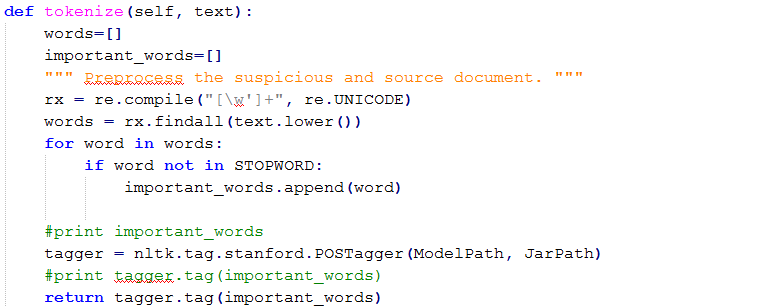 def tokenize(self, text):
    words=[]
    important_words=[]
    """ Preprocess the suspicious and source document. """
    rx = re.compile("[\w']+", re.UNICODE)
    words = rx.findall(text.lower())
    for word in words:
        if word not in STOPWORD:
            important_words.append(word)

    #print important_words
    tagger = nltk.tag.stanford.POSTagger(ModelPath, JarPath)
    #print tagger.tag(important_words)
    return tagger.tag(important_words)